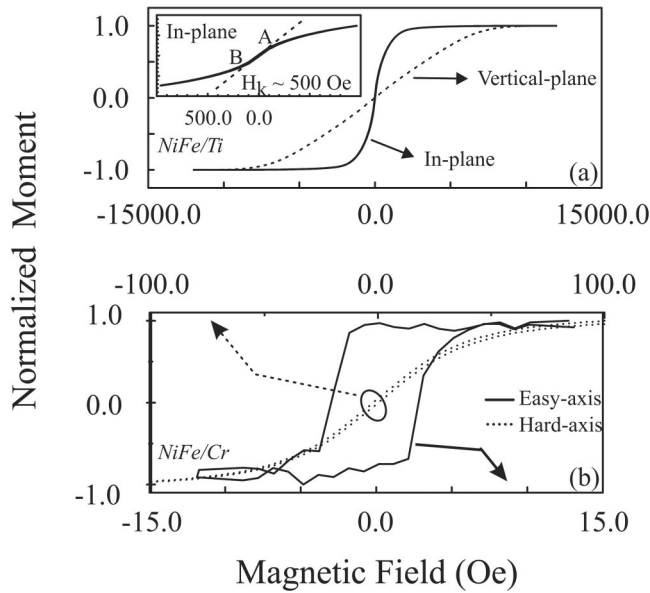 1.0
In-plane
A
B
H_k ~ 500 Oe
500.0 0.0
0.0
Vertical-plane
NiFe/Ti
In-plane
-1.0
(a)
-15000.0 0.0 15000.0
Normalized Moment
-100.0 0.0 100.0
1.0
Easy-axis
0.0
Hard-axis
NiFe/Cr
(b)
-1.0
-15.0 0.0 15.0
Magnetic Field (Oe)